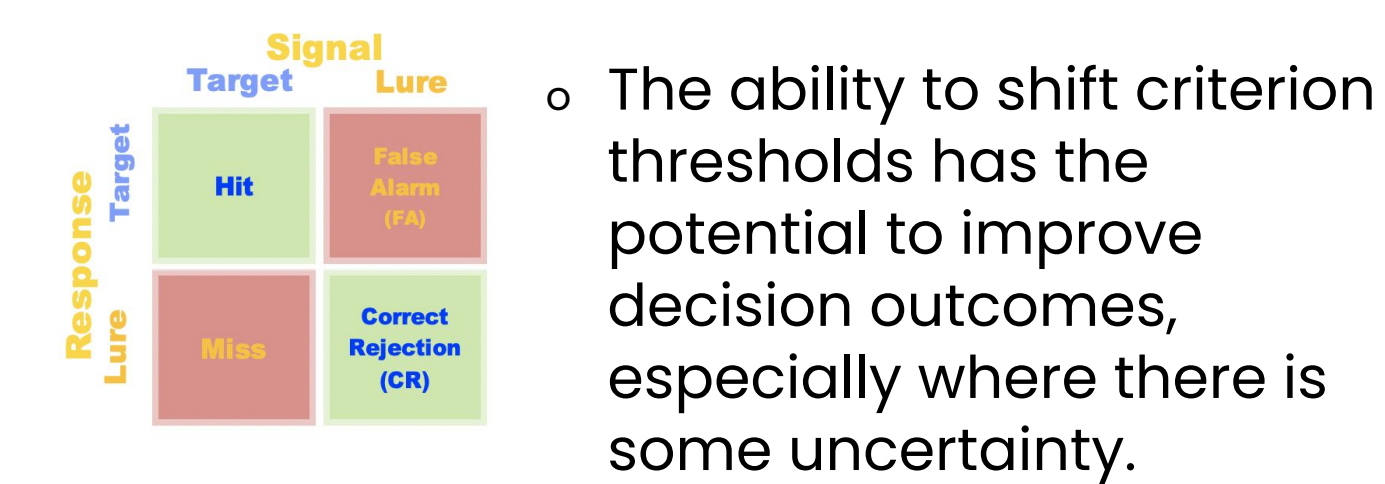 Signal
Target Lure
Response
Target
Lure
Hit
False
Alarm
(FA)
Miss
Correct
Rejection
(CR)
o The ability to shift criterion
thresholds has the
potential to improve
decision outcomes,
especially where there is
some uncertainty.